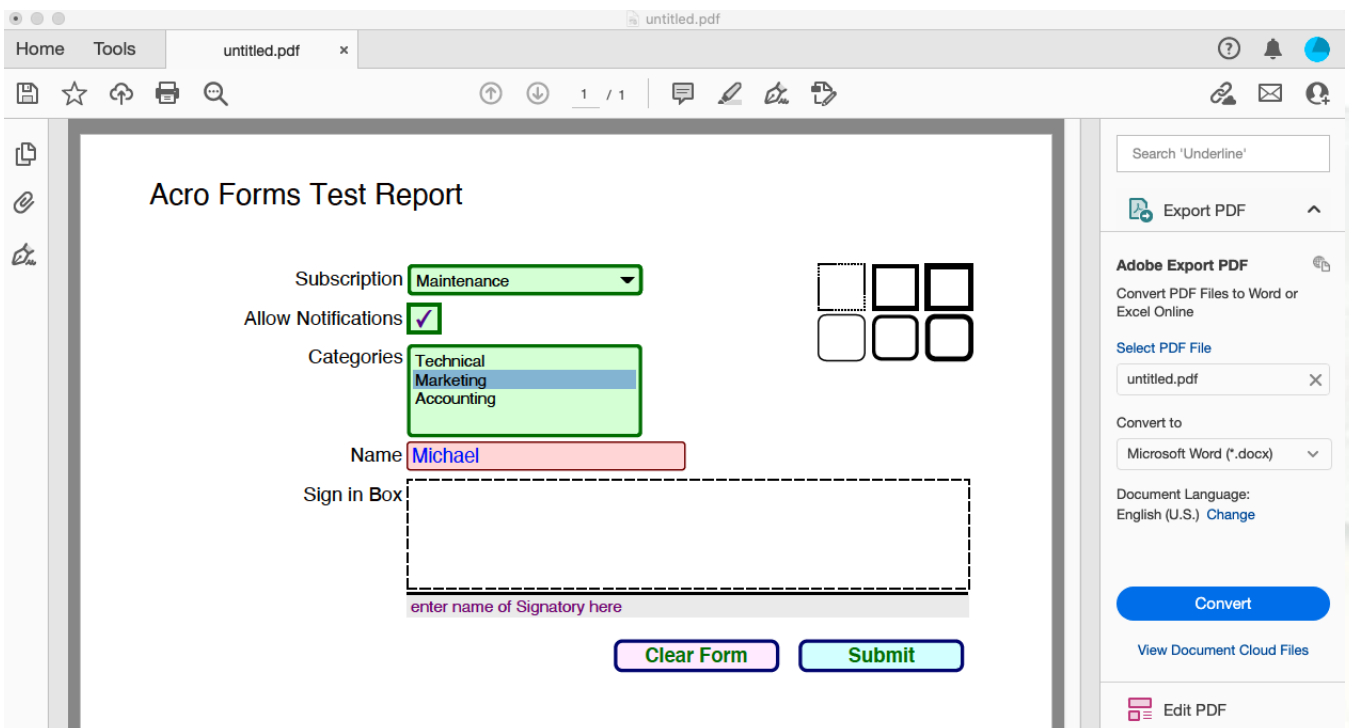 untitled.pdf
Home Tools untitled.pdf ×
1 / 1
Search 'Underline'
Acro Forms Test Report
Export PDF
Subscription Maintenance
Allow Notifications ✓
Categories Technical
Marketing
Accounting
Name Michael
Sign in Box
enter name of Signatory here
Clear Form Submit
Adobe Export PDF
Convert PDF Files to Word or
Excel Online
Select PDF File
untitled.pdf
Convert to
Microsoft Word (*.docx)
Document Language:
English (U.S.) Change
Convert
View Document Cloud Files
Edit PDF